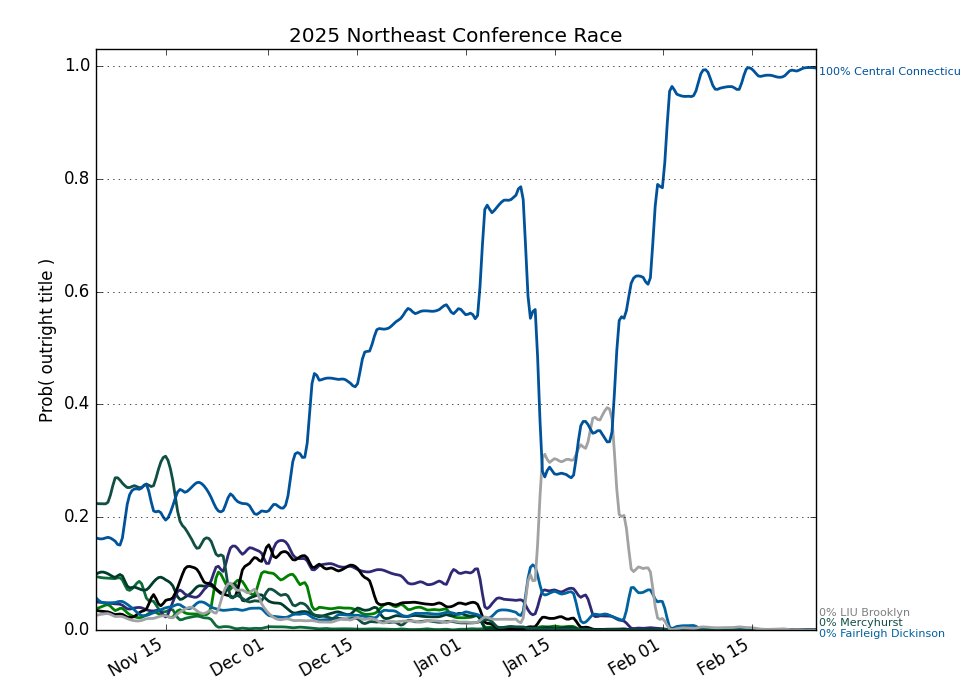 2025 Northeast Conference Race
Prob( outright title )
1.0
0.8
0.6
0.4
0.2
0.0
100% Central Connecticu
0% LIU Brooklyn
0% Mercyhurst
0% Fairleigh Dickinson
Nov 15
Dec 01
Dec 15
Jan 01
Jan 15
Feb 01
Feb 15